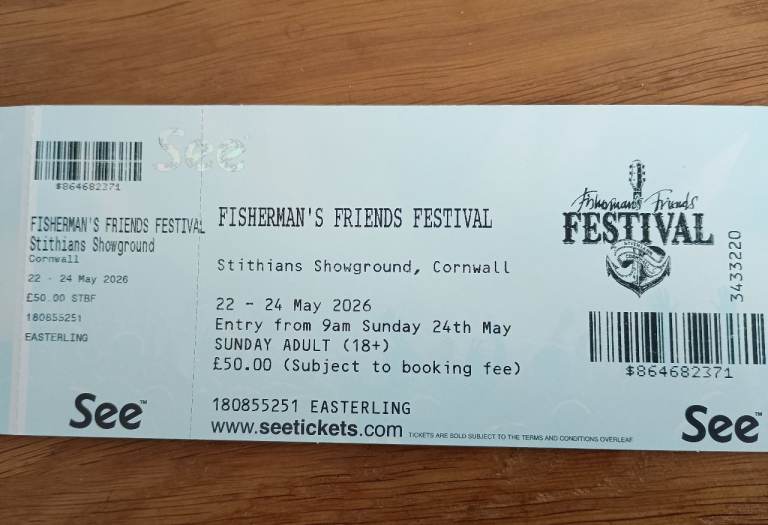 See
$864682371
FISHERMAN'S FRIENDS FESTIVAL
Stithians Showground
Cornwall
22 - 24 May 2026
£50.00 STBF
180855251
EASTERLING
See™
FISHERMAN'S FRIENDS FESTIVAL
Stithians Showground, Cornwall
22 - 24 May 2026
Entry from 9am Sunday 24th May
SUNDAY ADULT (18+)
£50.00 (Subject to booking fee)
180855251 EASTERLING
www.seetickets.com TICKETS ARE SOLD SUBJECT TO THE TERMS AND CONDITIONS OVERLEAF
Fisherman's Friends
FESTIVAL
3433220
$864682371
See™